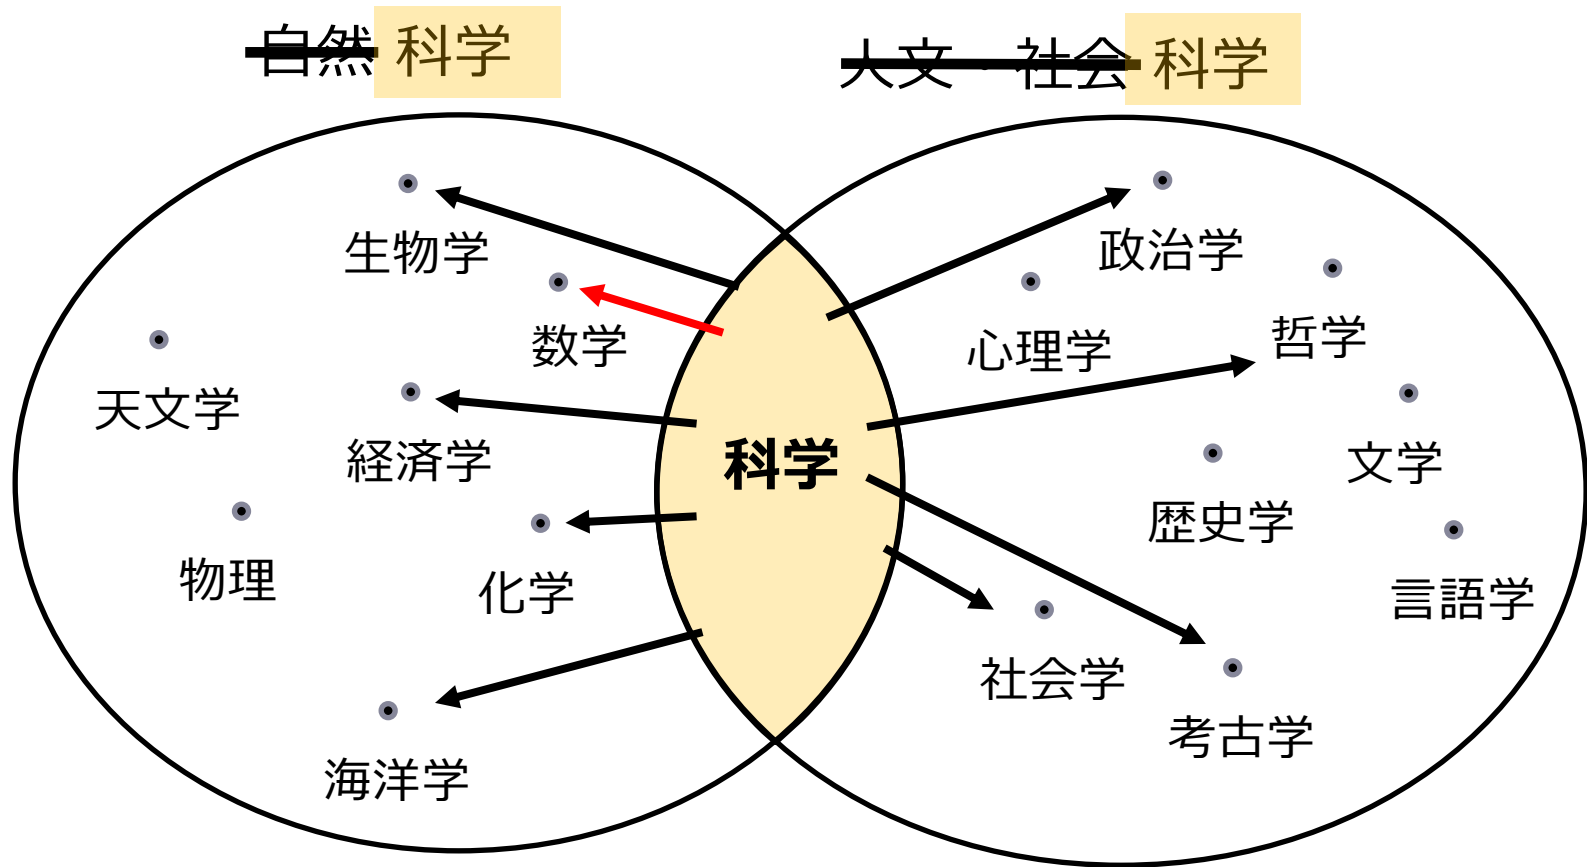 自然 科学
人文・社会 科学
生物学
数学
天文学
経済学
物理
化学
海洋学
科学
政治学
心理学
哲学
文学
歴史学
言語学
社会学
考古学